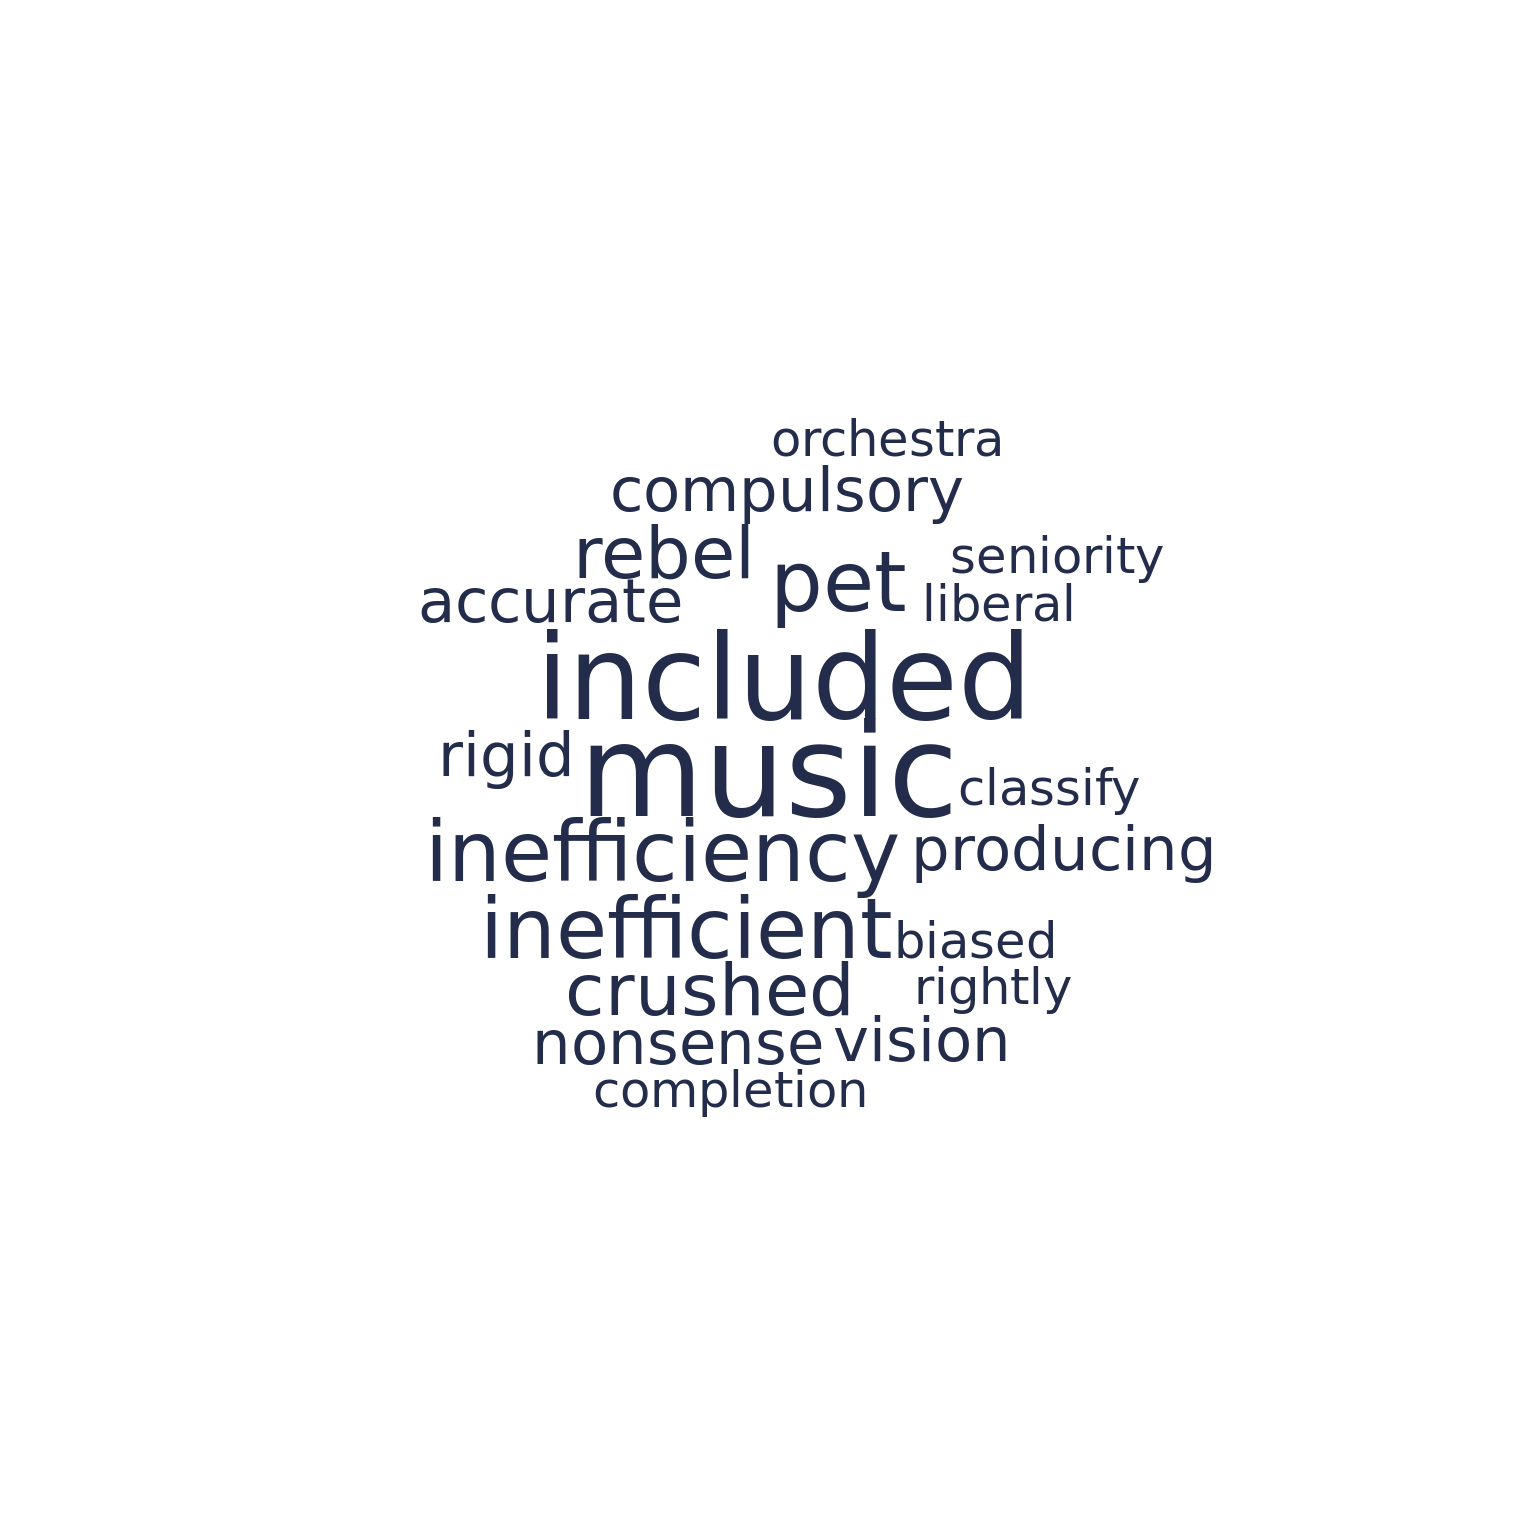 orchestra
compulsory
rebel pet seniority
accurate liberal
included
rigid music classify
inefficiency producing
inefficient biased
crushed rightly
nonsense vision
completion